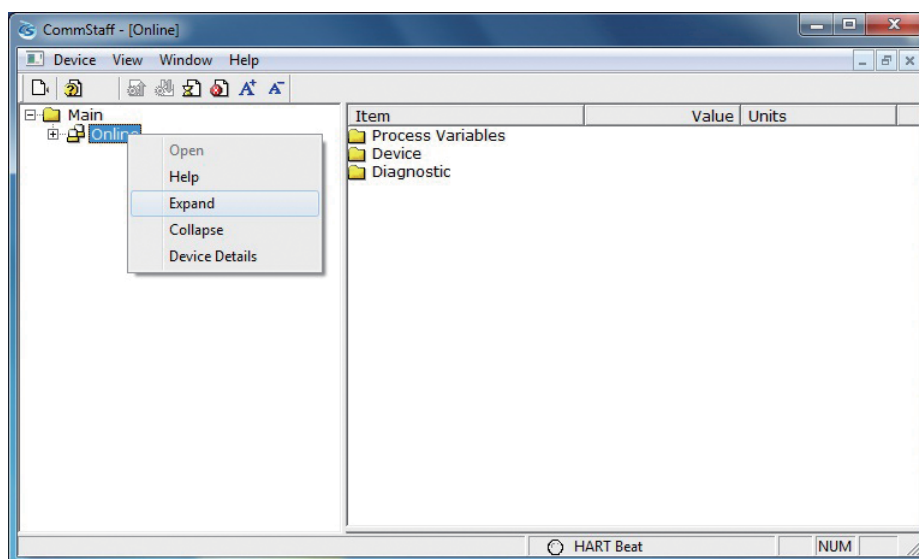 CommStaff - [Online]
Device View Window Help
Main
Online
Open
Help
Expand
Collapse
Device Details
Item Value Units
Process Variables
Device
Diagnostic
HART Beat NUM